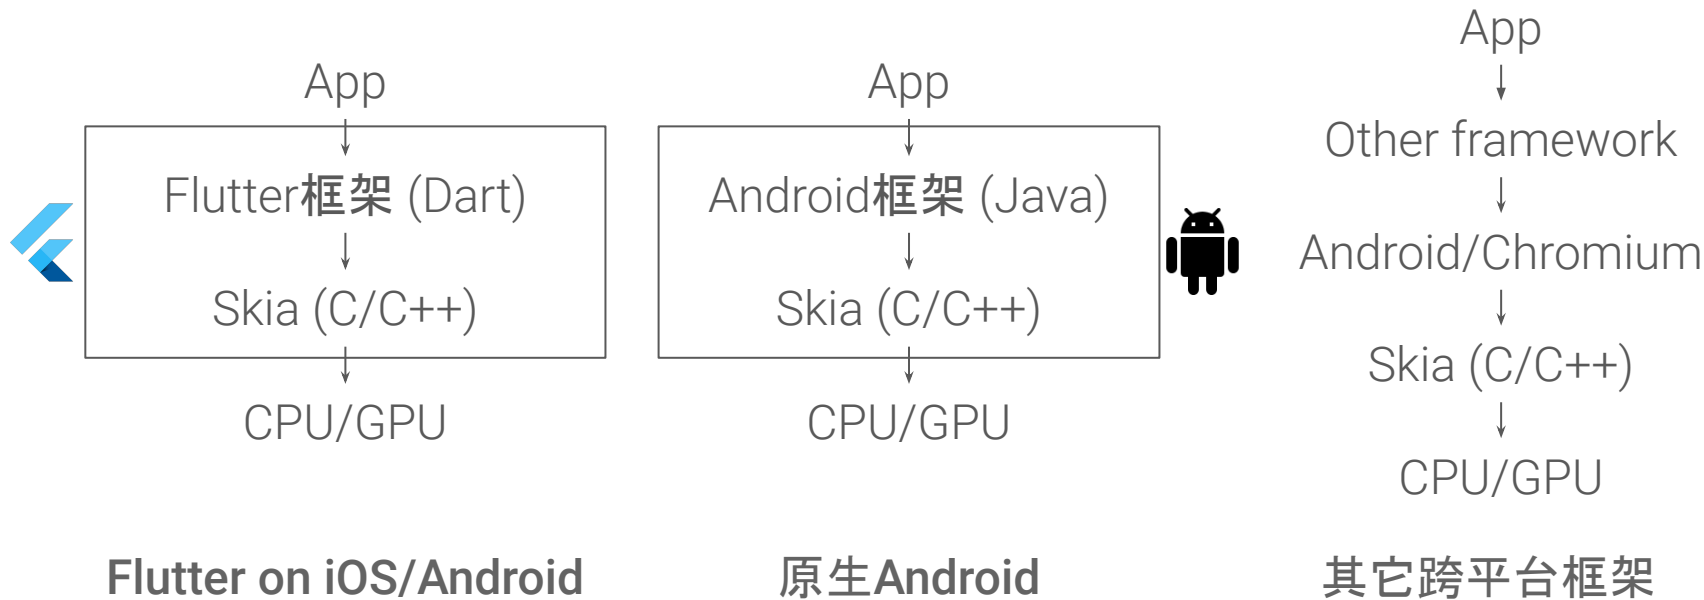 App
Flutter框架 (Dart)
Skia (C/C++)
CPU/GPU
Flutter on iOS/Android
App
Android框架 (Java)
Skia (C/C++)
CPU/GPU
原生Android
App
Other framework
Android/Chromium
Skia (C/C++)
CPU/GPU
其它跨平台框架